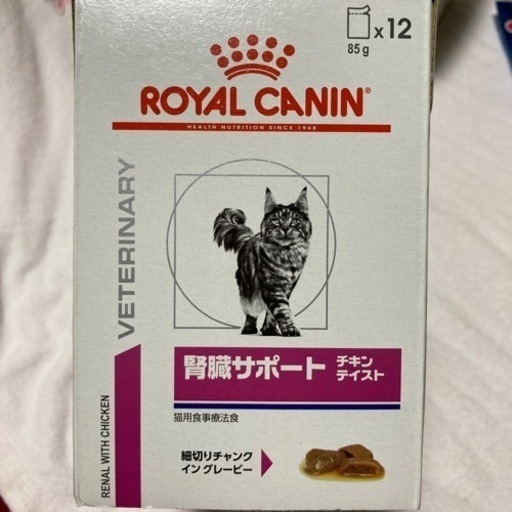 x12
85g
ROYAL CANIN®
HEALTH NUTRITION SINCE 1968
VETERINARY
RENAL WITH CHICKEN
腎臓サポート チキン
テイスト
猫用食事療法食
細切りチャンク
イン グレービー